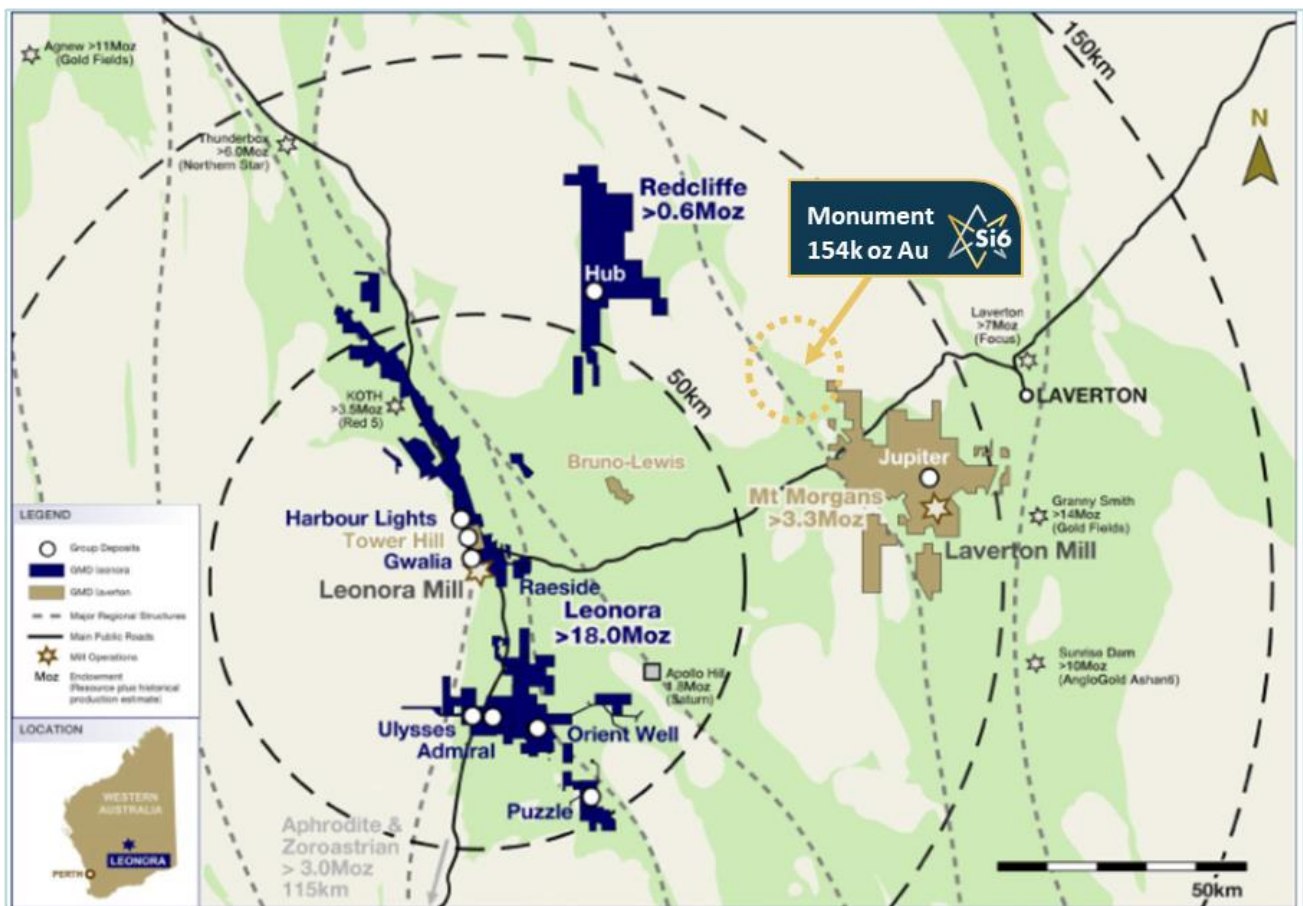 Agnew >11Moz
(Gold Fields)
150km
Thunderbox
>6.0Moz
(Northern Star)
N
Redcliffe
>0.6Moz
Monument
154k oz Au
Si6
Hub
Laverton
>7Moz
(Focus)
50km
KOTH
>3.5Moz
(Red 5)
LAVERTON
Bruno-Lewis
Jupiter
Mt Morgans
>3.3Moz
Granny Smith
>14Moz
(Gold Fields)
Laverton Mill
Harbour Lights
Tower Hill
Gwalia
Leonora Mill
Raeside
Leonora
>18.0Moz
Apollo Hill
1.8Moz
(Saturn)
Sunrise Dam
>10Moz
(AngloGold Ashanti)
Ulysses
Admiral
Orient Well
Puzzle
Aphrodite &
Zoroastrian
> 3.0Moz
115km
50km
LEGEND
Group Deposits
GMD leonora
GMD laverton
Major Regional Structures
Main Public Roads
Mill Operations
Moz Endowment
(Resource plus historical
production estimate)
LOCATION
WESTERN
AUSTRALIA
LEONORA
PERTH